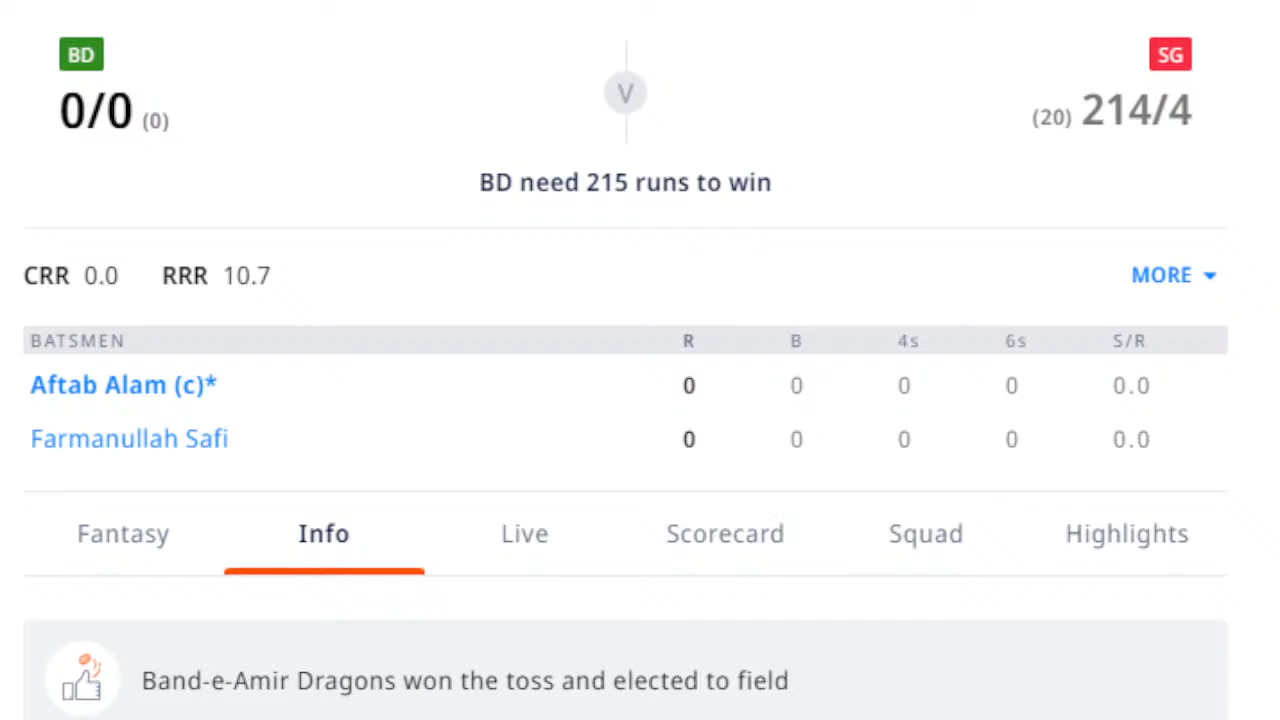 BD
SG
0/0 (0)
V
(20) 214/4
BD need 215 runs to win
CRR 0.0 RRR 10.7
MORE
BATSMEN R B 4s 6s S/R
Aftab Alam (c)* 0 0 0 0 0.0
Farmanullah Safi 0 0 0 0 0.0
Fantasy Info Live Scorecard Squad Highlights
Band-e-Amir Dragons won the toss and elected to field